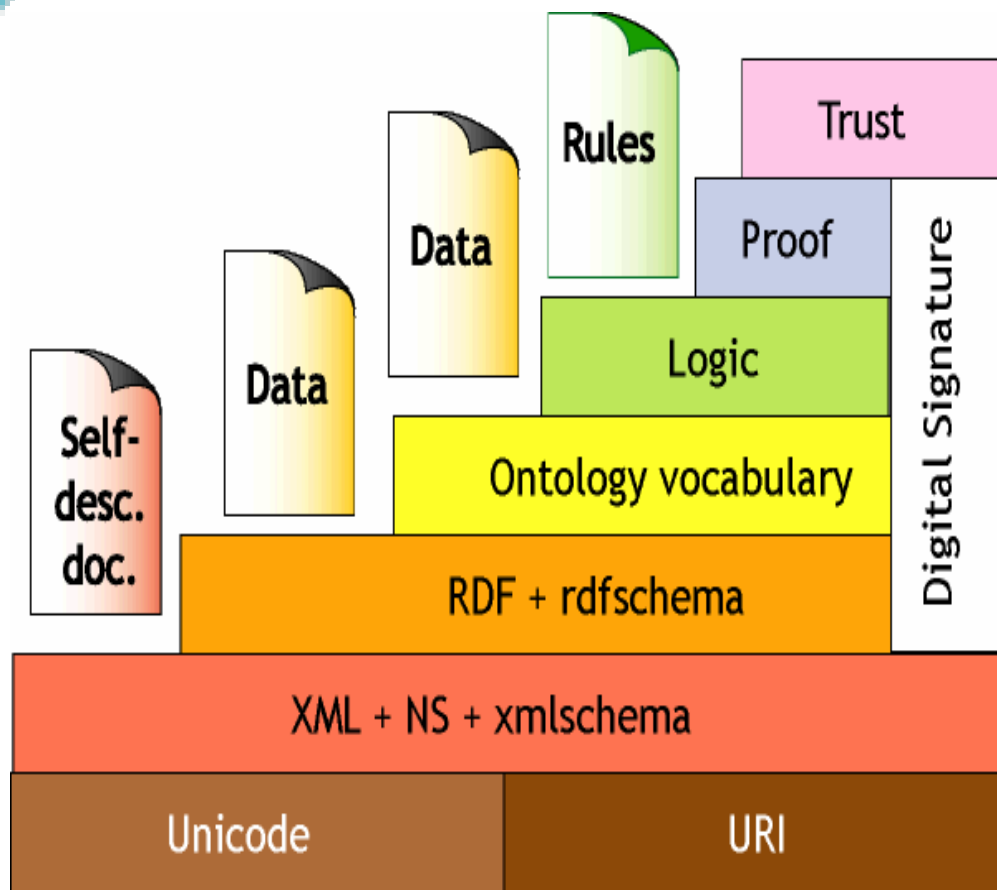 Rules
Trust
Data
Proof
Digital Signature
Data
Logic
Self-
desc.
doc.
Ontology vocabulary
RDF + rdfschema
XML + NS + xmlschema
Unicode
URI